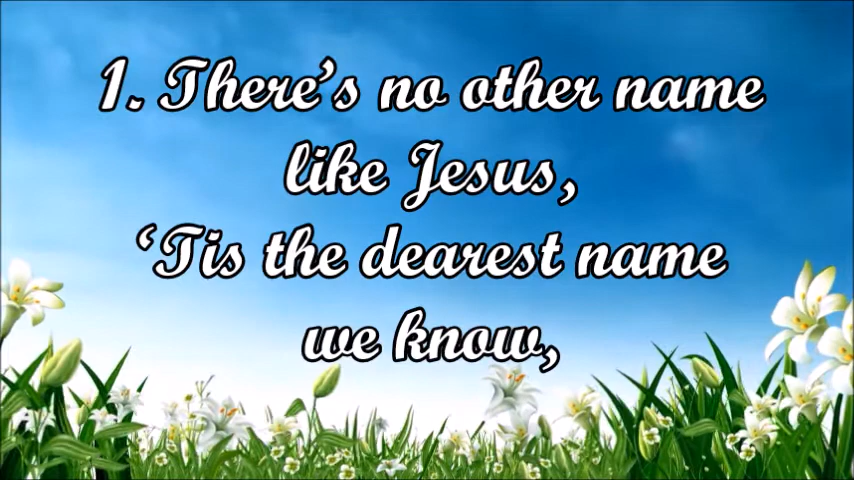 1. There’s no other name
like Jesus,
‘Tis the dearest name
we know,